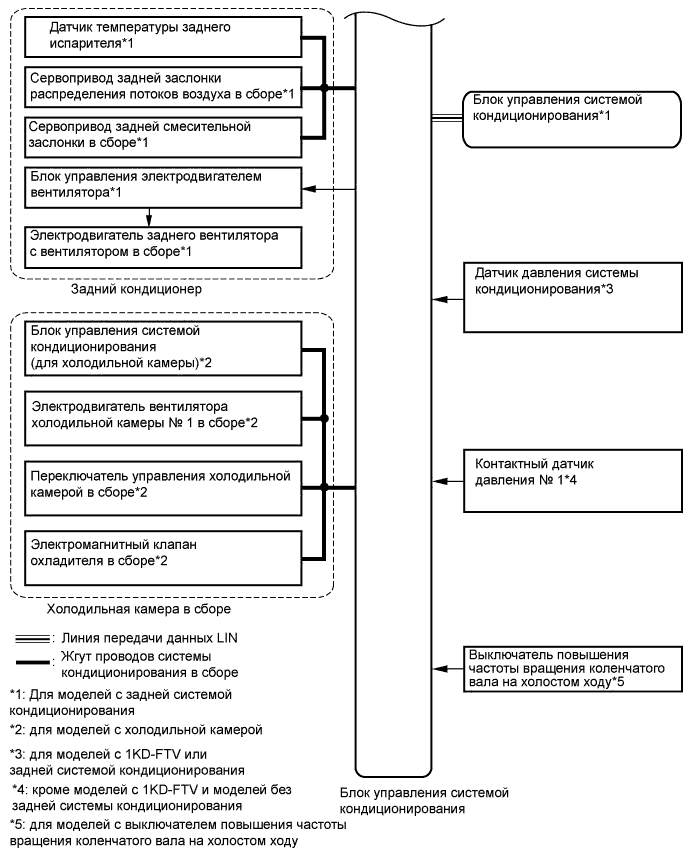 Датчик температуры заднего
испарителя*1
Сервопривод задней заслонки
распределения потоков воздуха в сборе*1
Сервопривод задней смесительной
заслонки в сборе*1
Блок управления электродвигателем
вентилятора*1
Электродвигатель заднего вентилятора
с вентилятором в сборе*1
Задний кондиционер
Блок управления системой
кондиционирования
(для холодильной камеры)*2
Электродвигатель вентилятора
холодильной камеры № 1 в сборе*2
Переключатель управления холодильной
камерой в сборе*2
Электромагнитный клапан
охладителя в сборе*2
Холодильная камера в сборе
Блок управления системой
кондиционирования*1
Датчик давления системы
кондиционирования*3
Контактный датчик
давления № 1*4
Выключатель повышения
частоты вращения коленчатого
вала на холостом ходу*5
Блок управления системой
кондиционирования
: Линия передачи данных LIN
: Жгут проводов системы
кондиционирования в сборе
*1: Для моделей с задней системой
кондиционирования
*2: для моделей с холодильной камерой
*3: для моделей с 1KD-FTV или
задней системой кондиционирования
*4: кроме моделей с 1KD-FTV и моделей без
задней системы кондиционирования
*5: для моделей с выключателем повышения частоты
вращения коленчатого вала на холостом ходу